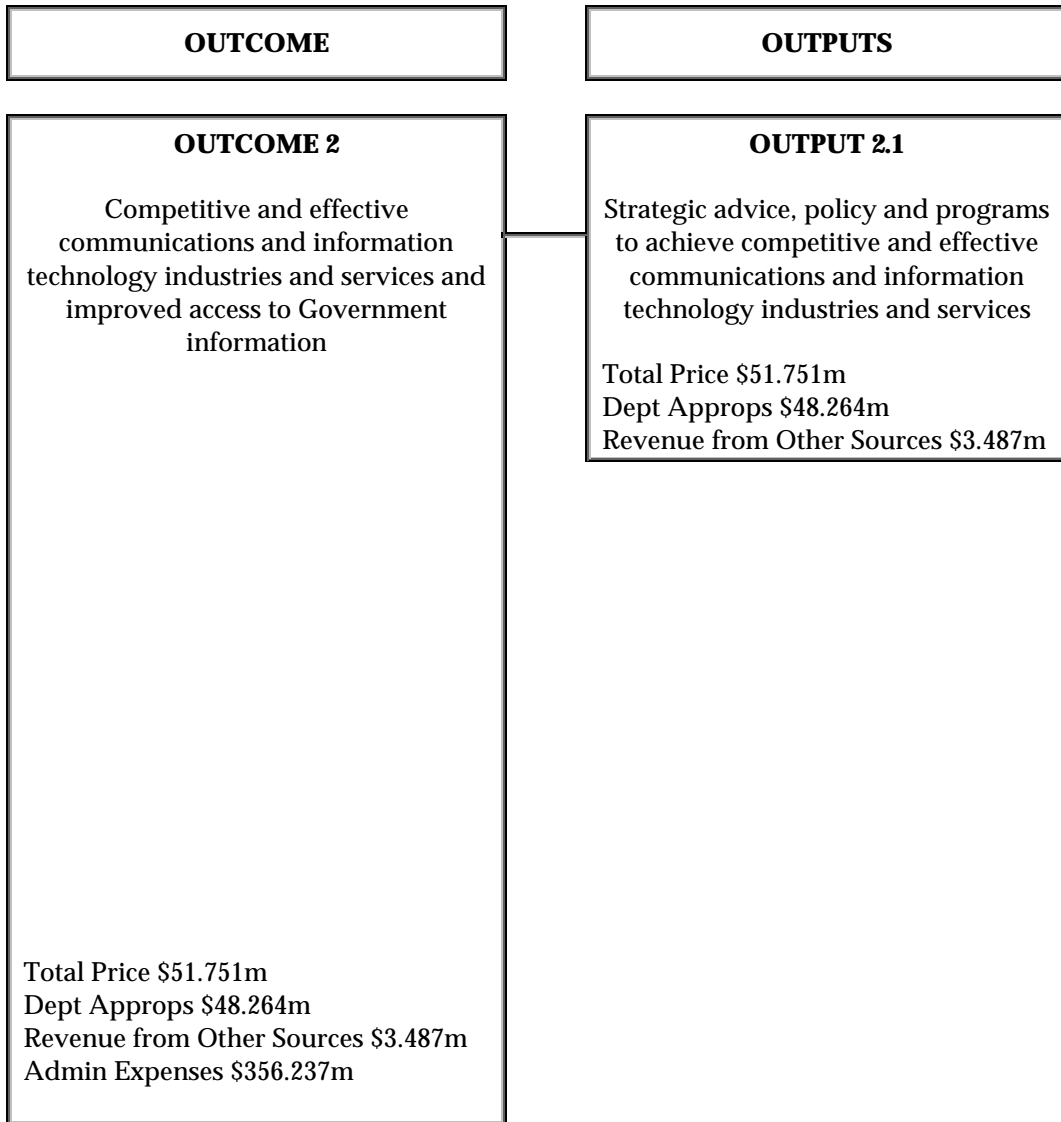 OUTCOME
OUTPUTS
OUTCOME 2
Competitive and effective
communications and information
technology industries and services and
improved access to Government
information
Total Price $51.751m
Dept Approps $48.264m
Revenue from Other Sources $3.487m
Admin Expenses $356.237m
OUTPUT 2.1
Strategic advice, policy and programs
to achieve competitive and effective
communications and information
technology industries and services
Total Price $51.751m
Dept Approps $48.264m
Revenue from Other Sources $3.487m